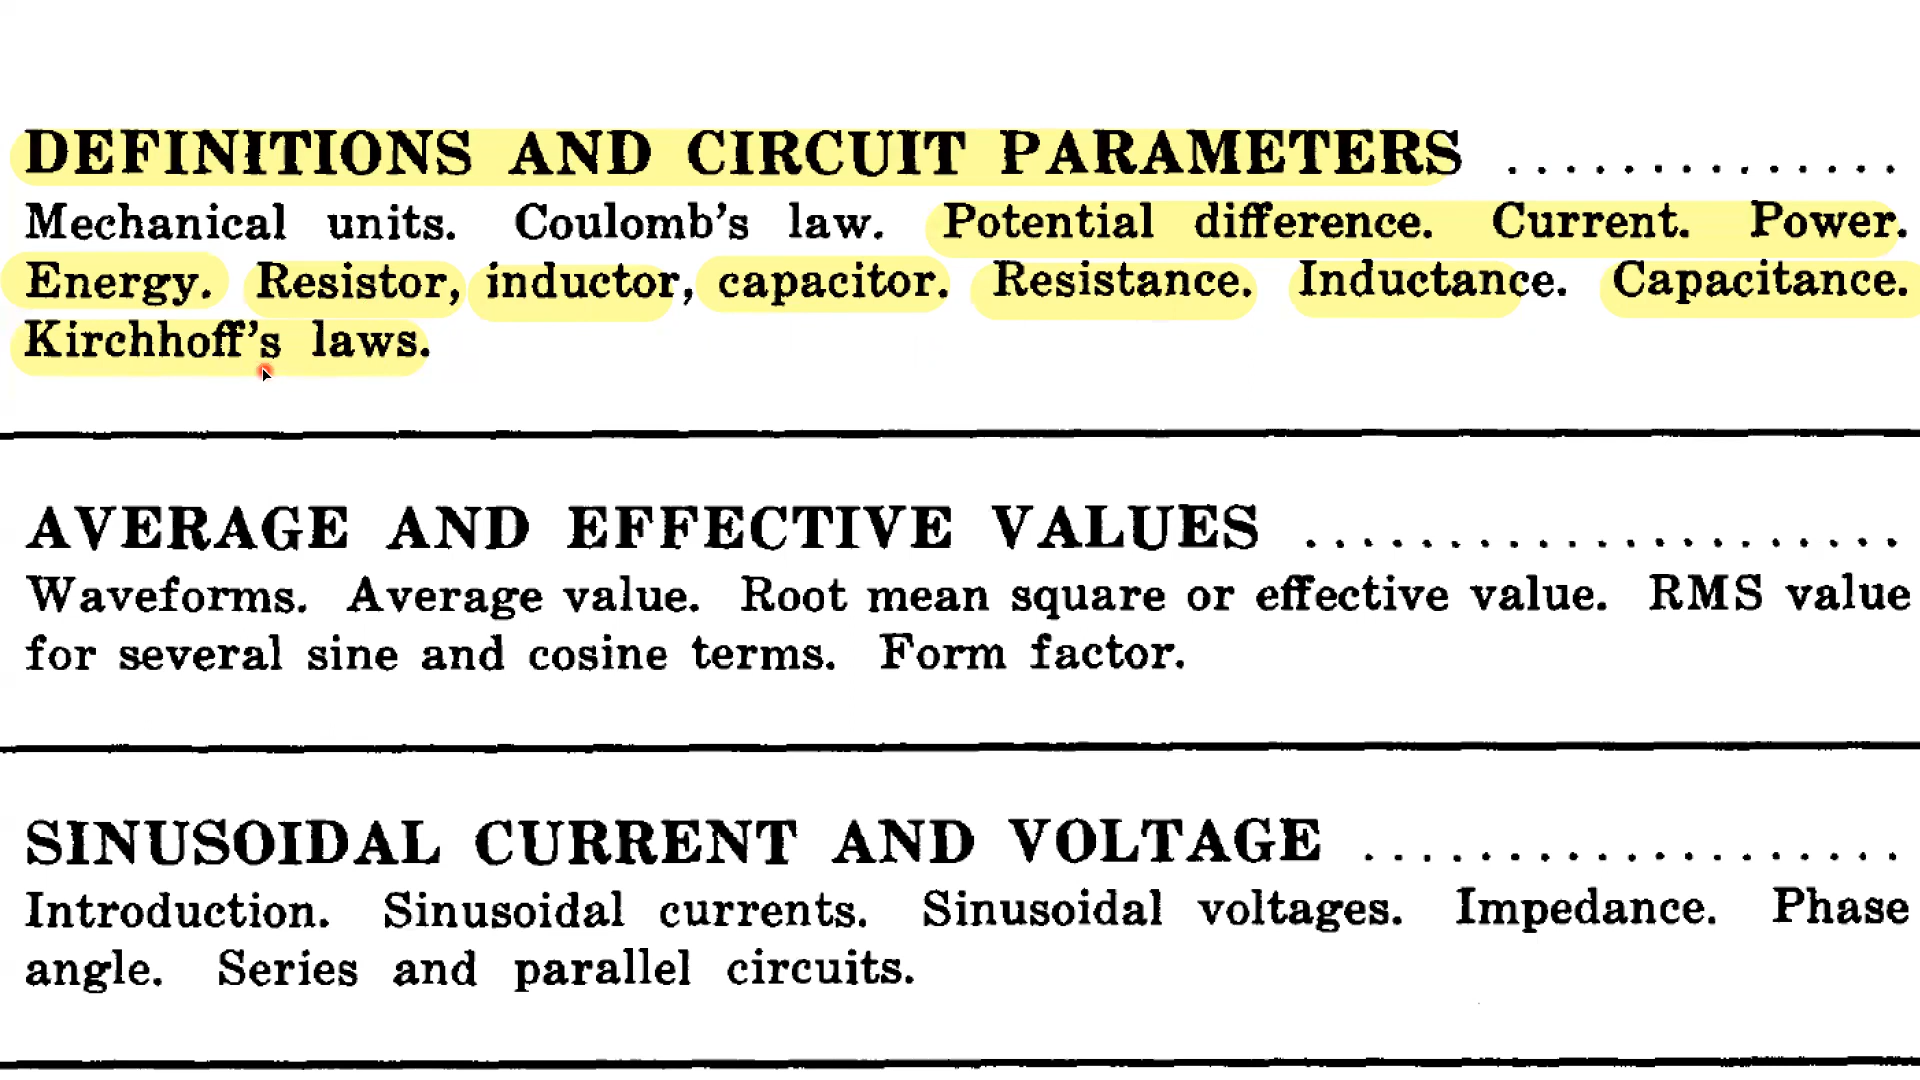 DEFINITIONS AND CIRCUIT PARAMETERS ..............
Mechanical units. Coulomb's law. Potential difference. Current. Power.
Energy. Resistor, inductor, capacitor. Resistance. Inductance. Capacitance.
Kirchhoff's laws.
AVERAGE AND EFFECTIVE VALUES .....................
Waveforms. Average value. Root mean square or effective value. RMS value
for several sine and cosine terms. Form factor.
SINUSOIDAL CURRENT AND VOLTAGE ...................
Introduction. Sinusoidal currents. Sinusoidal voltages. Impedance. Phase
angle. Series and parallel circuits.